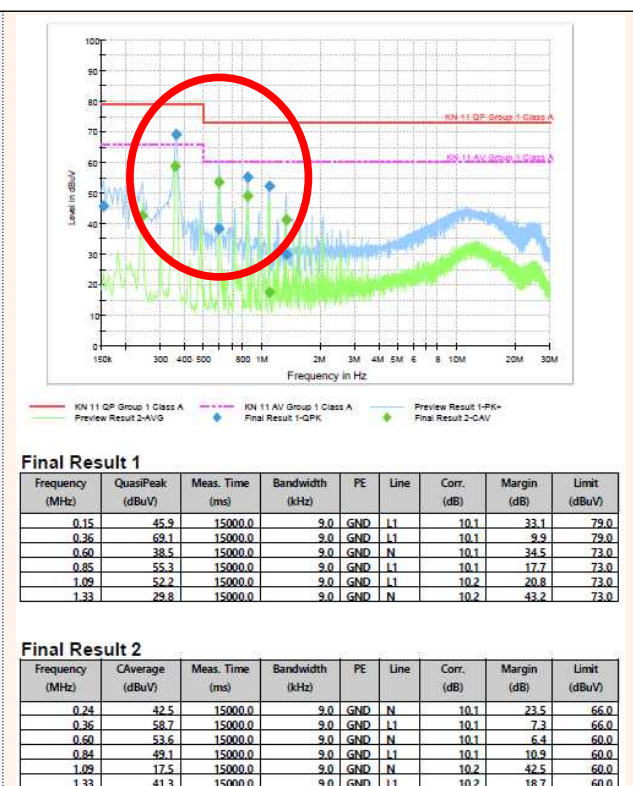 100
90
80
KN 11 QP Group 1 Class A
70
60
KN 11 AV Group 1 Class A
50
40
30
20
10
0
Level in dBuV
150k 300 400 500 800 1M 2M 3M 4M 5M 6 8 10M 20M 30M
Frequency in Hz
KN 11 QP Group 1 Class A KN 11 AV Group 1 Class A Preview Result 1-PK+
Preview Result 2-AVG Final Result 1-QPK Final Result 2-CAV
Final Result 1
Frequency QuasiPeak Meas. Time Bandwidth PE Line Corr. Margin Limit
(MHz) (dBuV) (ms) (kHz) (dB) (dB) (dBuV)
0.15 45.9 15000.0 9.0 GND L1 10.1 33.1 79.0
0.36 69.1 15000.0 9.0 GND L1 10.1 9.9 79.0
0.60 38.5 15000.0 9.0 GND N 10.1 34.5 73.0
0.85 55.3 15000.0 9.0 GND L1 10.1 17.7 73.0
1.09 52.2 15000.0 9.0 GND L1 10.2 20.8 73.0
1.33 29.8 15000.0 9.0 GND N 10.2 43.2 73.0
Final Result 2
Frequency CAverage Meas. Time Bandwidth PE Line Corr. Margin Limit
(MHz) (dBuV) (ms) (kHz) (dB) (dB) (dBuV)
0.24 42.5 15000.0 9.0 GND N 10.1 23.5 66.0
0.36 58.7 15000.0 9.0 GND L1 10.1 7.3 66.0
0.60 53.6 15000.0 9.0 GND N 10.1 6.4 60.0
0.84 49.1 15000.0 9.0 GND L1 10.1 10.9 60.0
1.09 17.5 15000.0 9.0 GND N 10.2 42.5 60.0
1.33 41.3 15000.0 9.0 GND L1 10.2 18.7 60.0